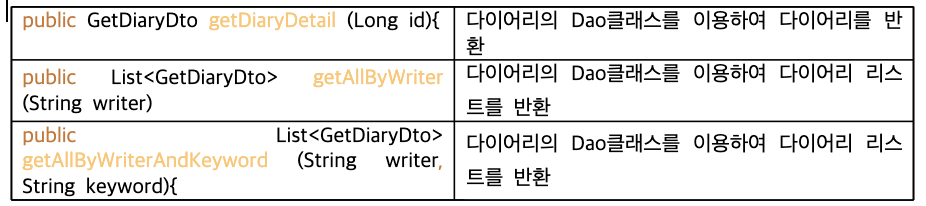 public GetDiaryDto getDiaryDetail (Long id){
다이어리의 Dao클래스를 이용하여 다이어리를 반
환
public List<GetDiaryDto> getAllByWriter
(String writer)
다이어리의 Dao클래스를 이용하여 다이어리 리스
트를 반환
public List<GetDiaryDto>
getAllByWriterAndKeyword (String writer,
String keyword){
다이어리의 Dao클래스를 이용하여 다이어리 리스
트를 반환